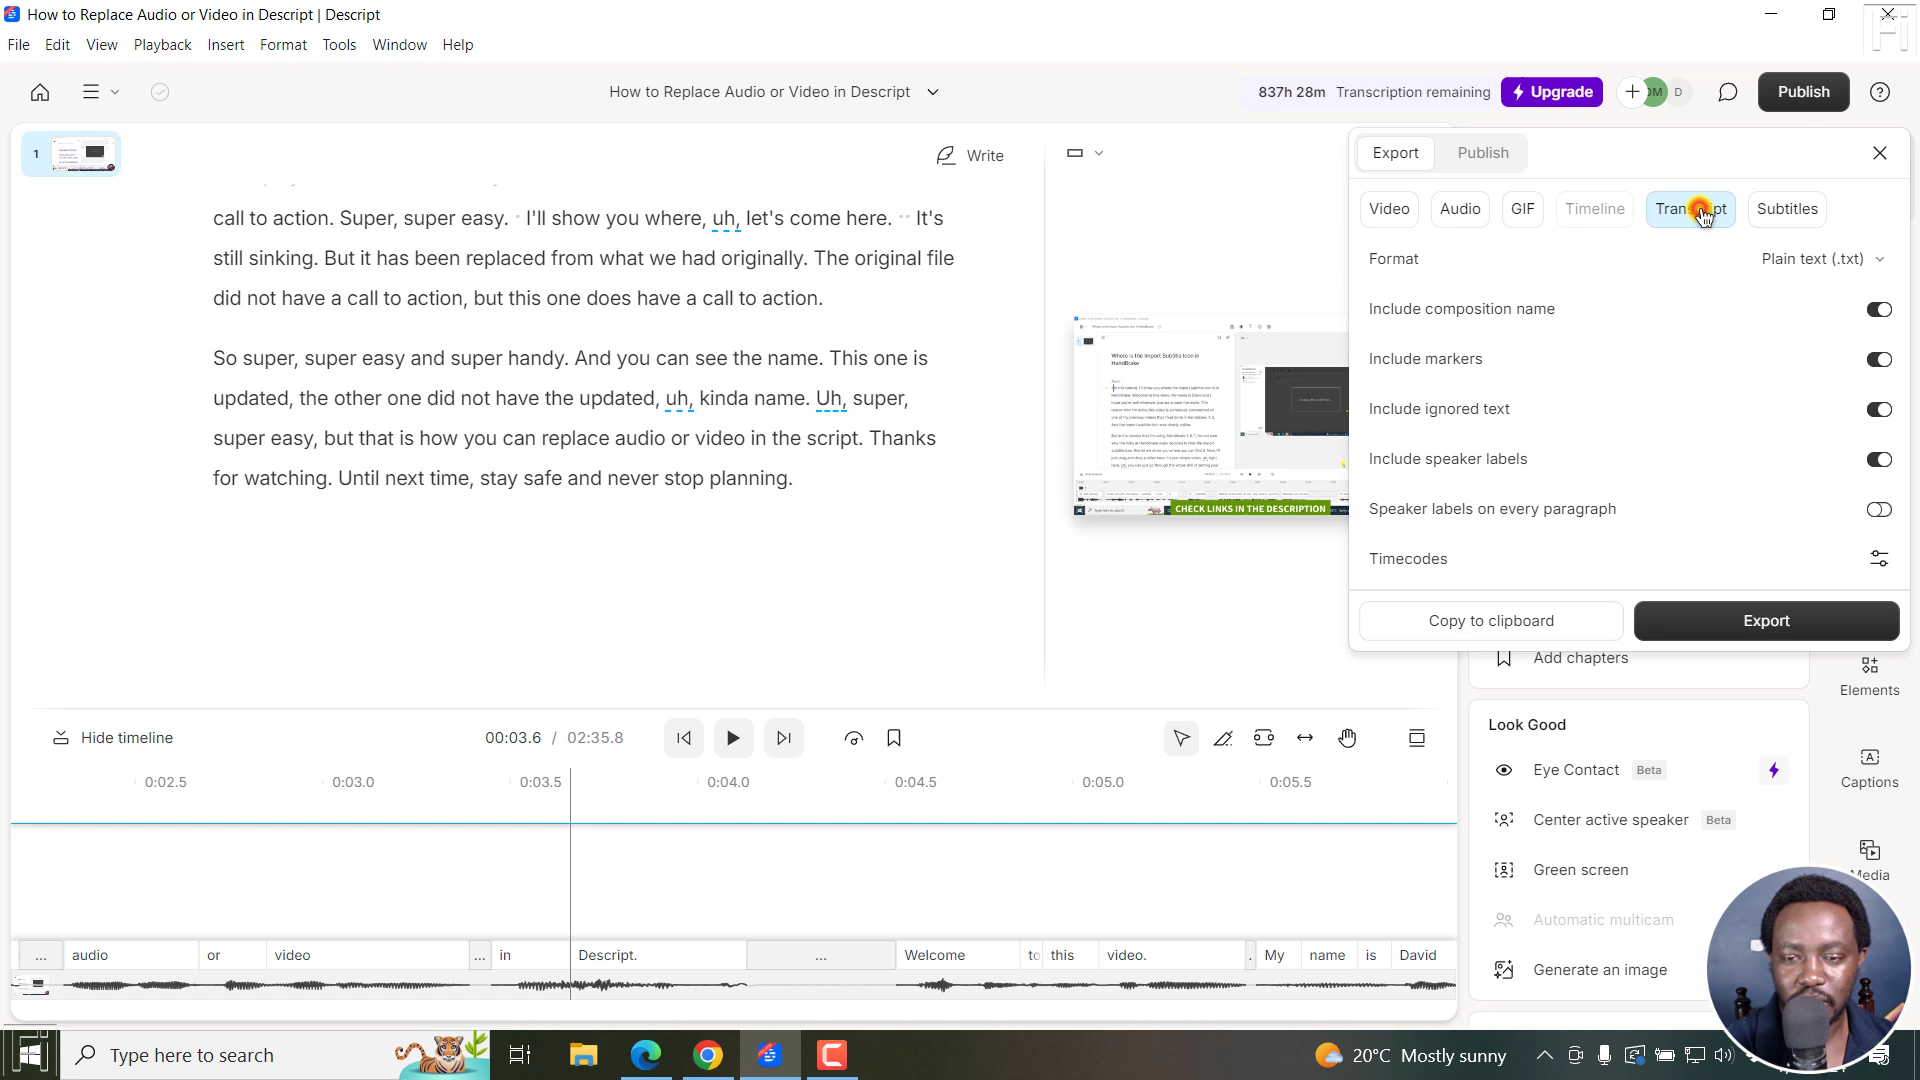 How to Replace Audio or Video in Descript | Descript
File Edit View Playback Insert Format Tools Window Help
How to Replace Audio or Video in Descript
837h 28m Transcription remaining
Upgrade
DM D
Publish
1
Write
call to action. Super, super easy. I'll show you where, uh, let's come here. It's
still sinking. But it has been replaced from what we had originally. The original file
did not have a call to action, but this one does have a call to action.
So super, super easy and super handy. And you can see the name. This one is
updated, the other one did not have the updated, uh, kinda name. Uh, super,
super easy, but that is how you can replace audio or video in the script. Thanks
for watching. Until next time, stay safe and never stop planning.
Where is the Import Subtitle Icon in
HandBrake
CHECK LINKS IN THE DESCRIPTION
Export Publish
Video Audio GIF Timeline Transcript Subtitles
Format Plain text (.txt)
Include composition name
Include markers
Include ignored text
Include speaker labels
Speaker labels on every paragraph
Timecodes
Copy to clipboard Export
Add chapters
Look Good
Eye Contact Beta
Center active speaker Beta
Green screen
Automatic multicam
Generate an image
Elements
Captions
Media
Hide timeline
00:03.6 / 02:35.8
0:02.5 0:03.0 0:03.5 0:04.0 0:04.5 0:05.0 0:05.5
... audio or video ... in Descript. ... Welcome to this video. . My name is David
Type here to search
20°C Mostly sunny